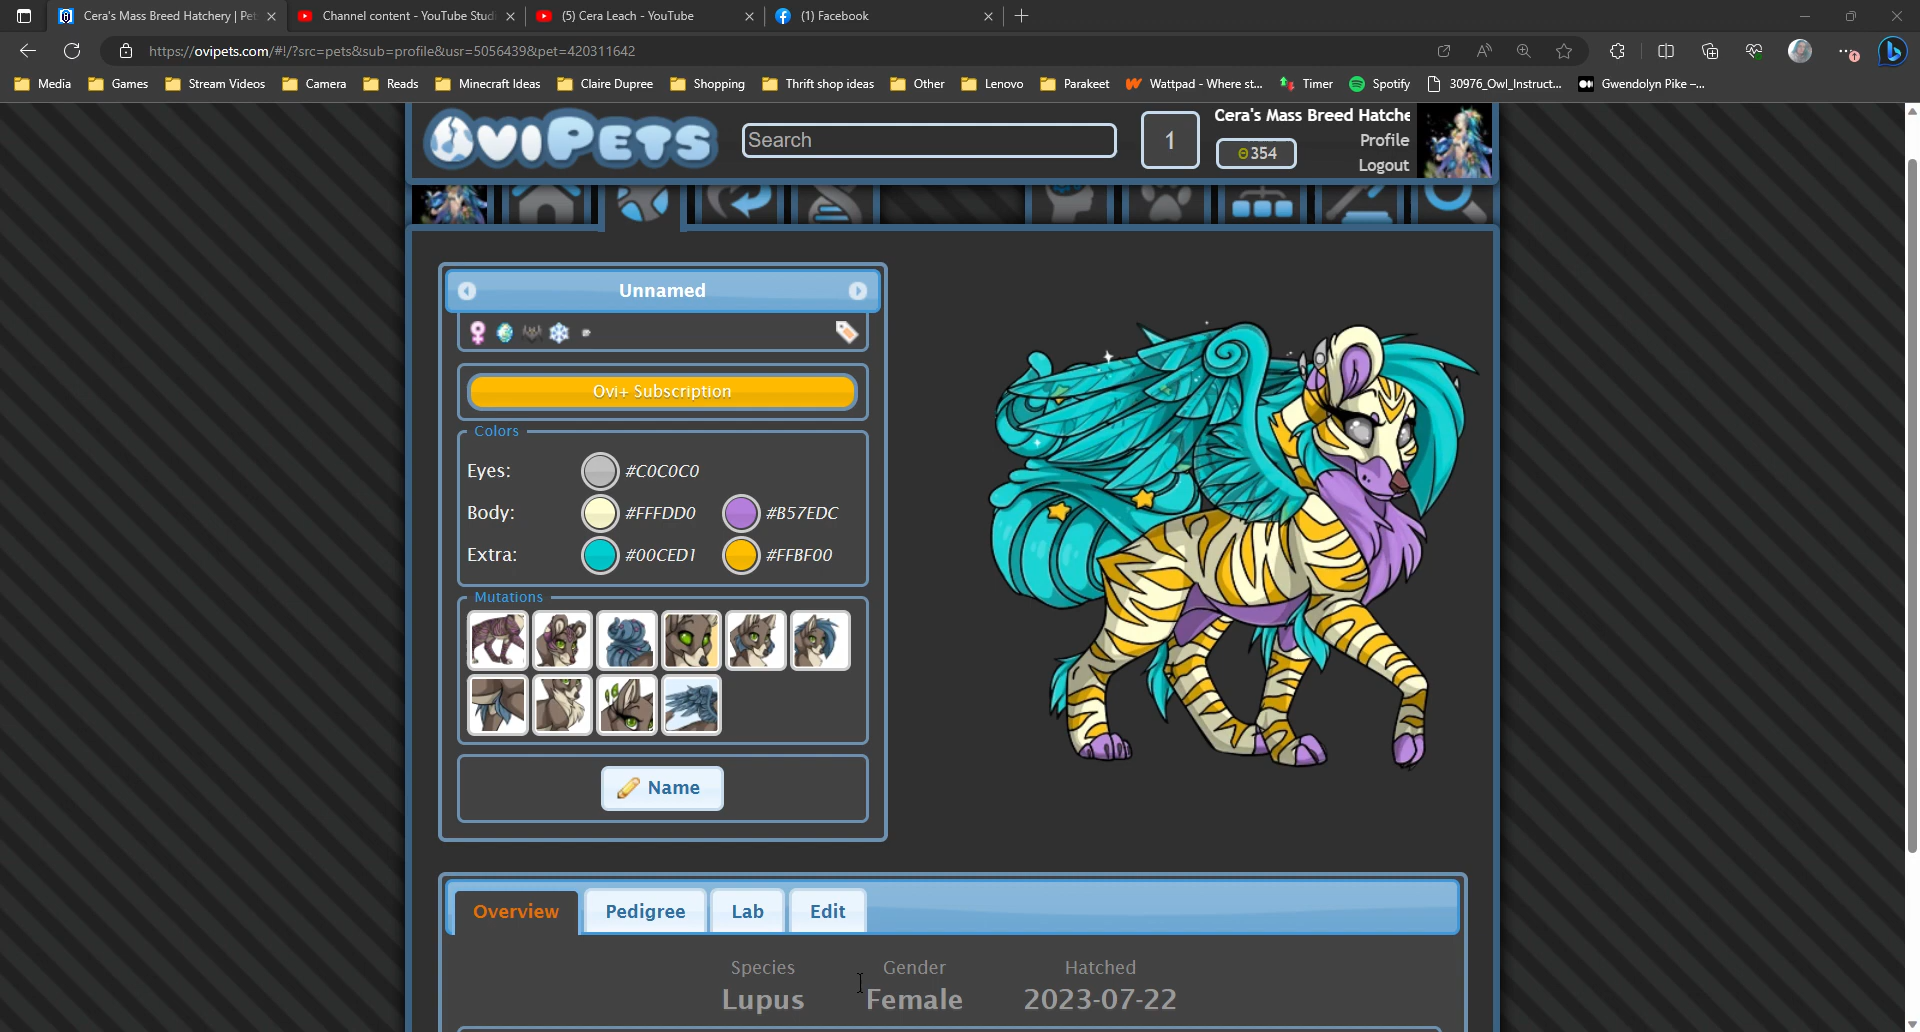 Cera's Mass Breed Hatchery | Pet
Channel content - YouTube Studi
(5) Cera Leach - YouTube
(1) Facebook
https://ovipets.com/#!/?src=pets&sub=profile&usr=5056439&pet=420311642
Media
Games
Stream Videos
Camera
Reads
Minecraft Ideas
Claire Dupree
Shopping
Thrift shop ideas
Other
Lenovo
Parakeet
Wattpad - Where st...
Timer
Spotify
30976_Owl_Instruct...
Gwendolyn Pike –...
OviPets
Search
1
Cera's Mass Breed Hatche
354
Profile
Logout
Unnamed
Ovi+ Subscription
Colors
Eyes: #C0C0C0
Body: #FFFDD0 #B57EDC
Extra: #00CED1 #FFBF00
Mutations
Name
Overview Pedigree Lab Edit
Species Gender Hatched
Lupus Female 2023-07-22